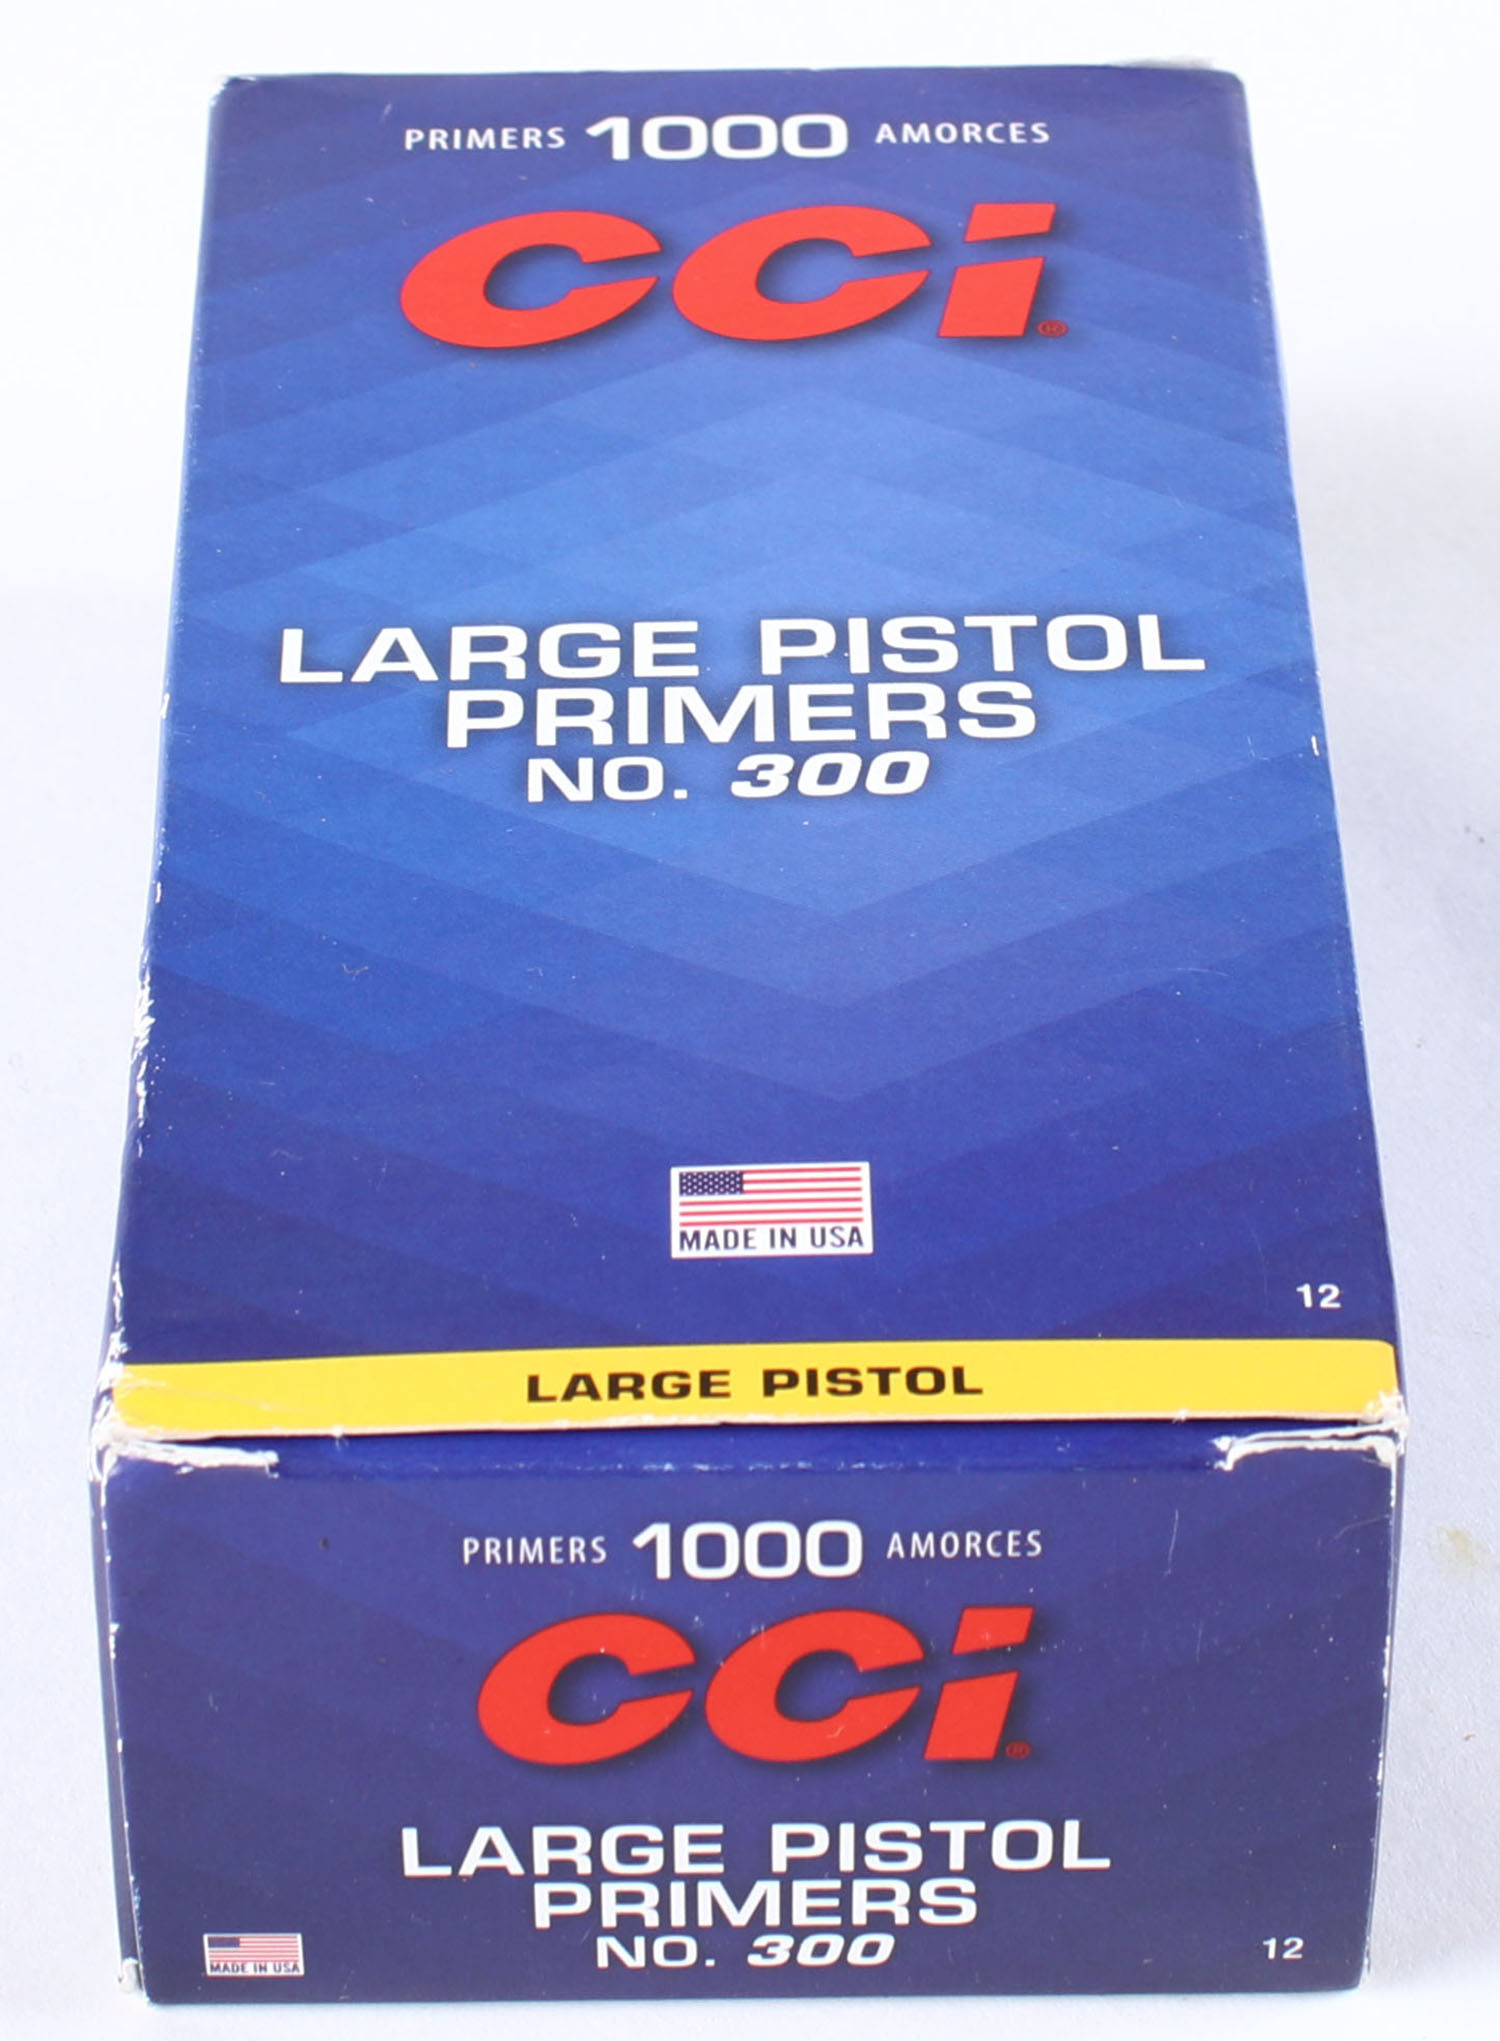 PRIMERS 1000 AMORCES
CCI®
LARGE PISTOL
PRIMERS
NO. 300
MADE IN USA
12
LARGE PISTOL
PRIMERS 1000 AMORCES
CCI®
LARGE PISTOL
PRIMERS
NO. 300
MADE IN USA
12